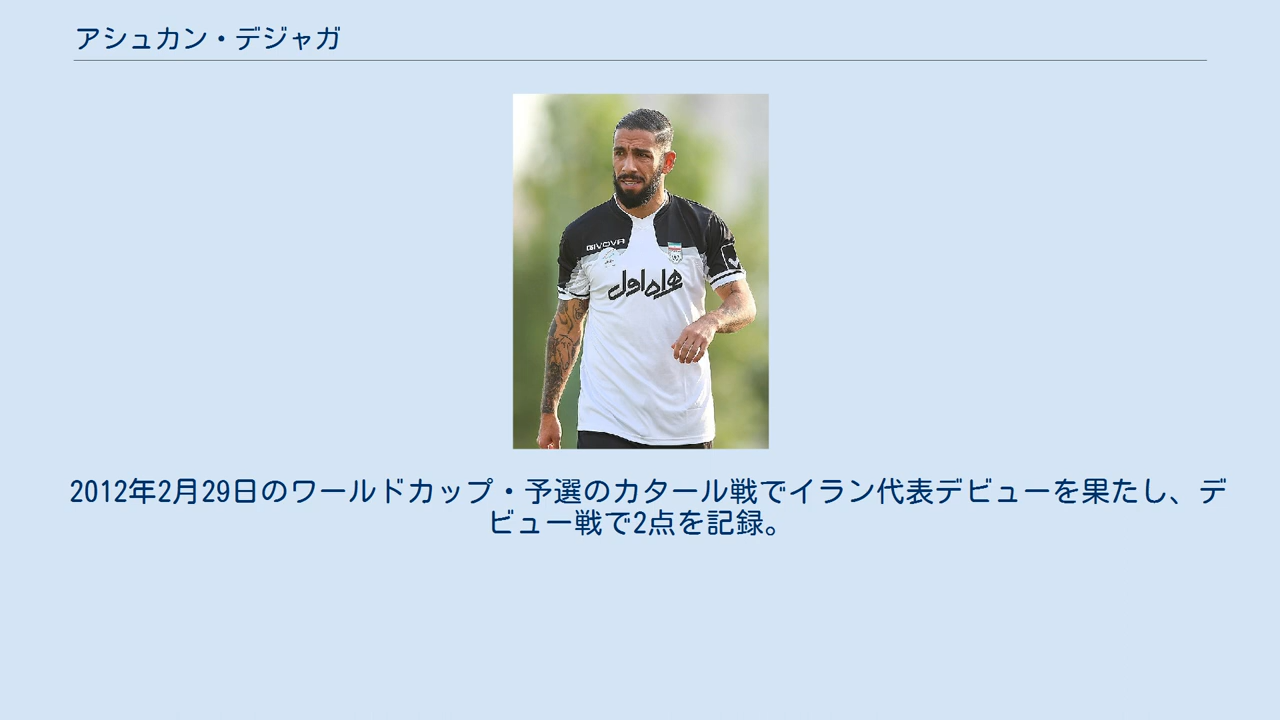 アシュカン・デジャガ
GIVOVA
همراه اول
2012年2月29日のワールドカップ・予選のカタール戦でイラン代表デビューを果たし、デ
ビュー戦で2点を記録。